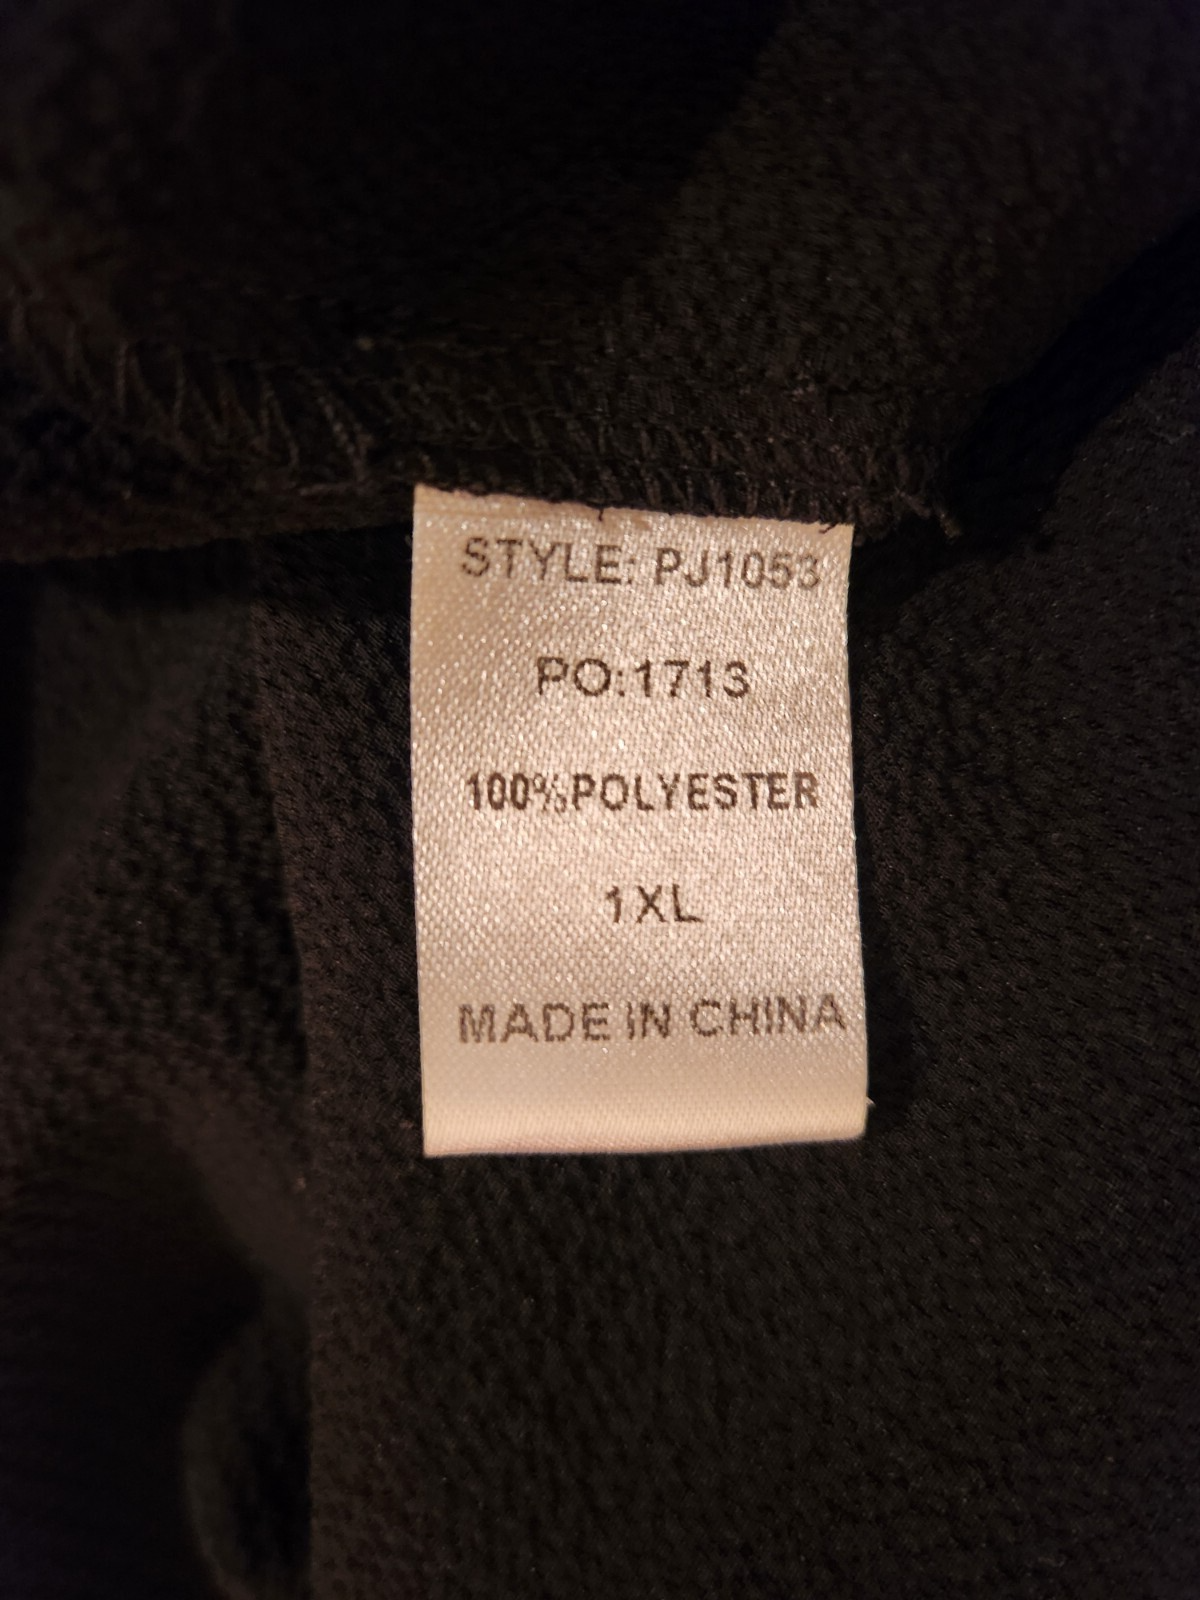 STYLE: PJ1053
PO:1713
100%POLYESTER
1XL
MADE IN CHINA